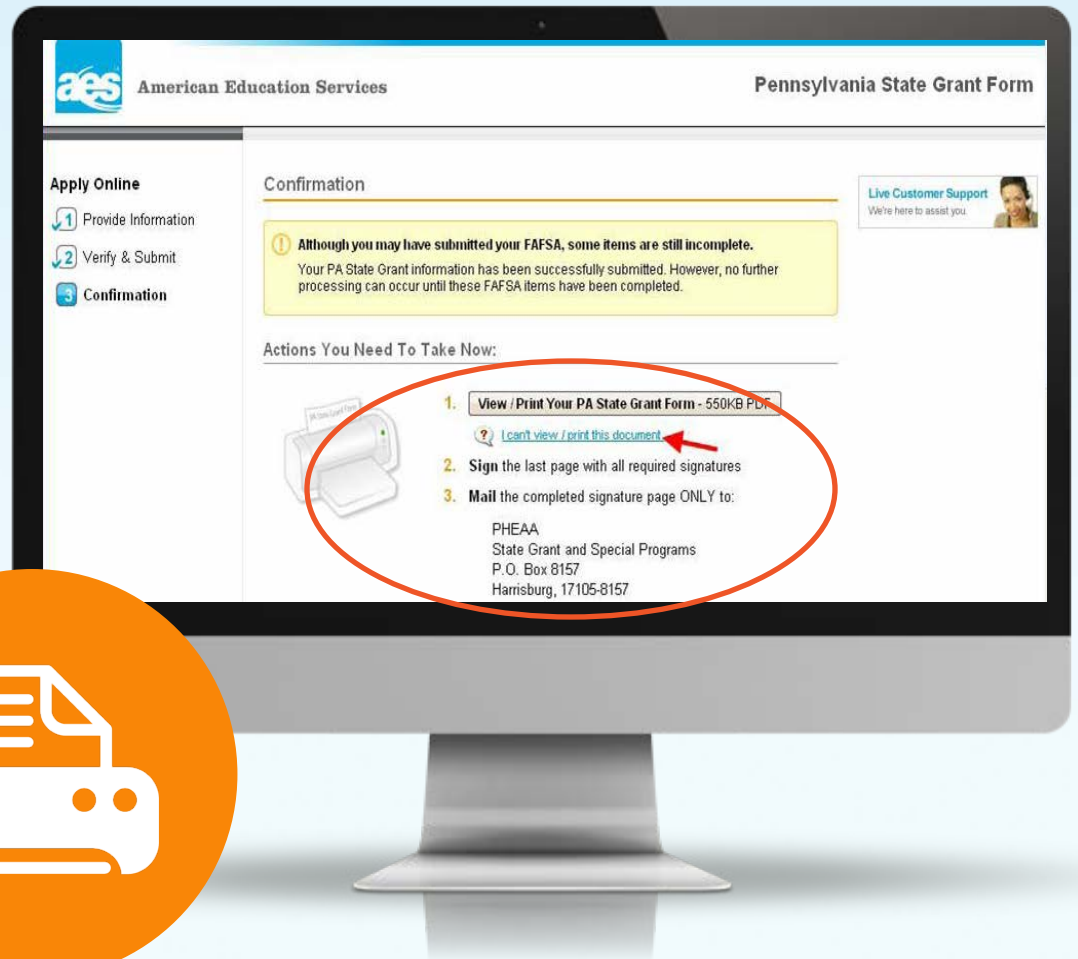 aes
American Education Services
Pennsylvania State Grant Form
Apply Online
1 Provide Information
2 Verify & Submit
3 Confirmation
Confirmation
Live Customer Support
We're here to assist you.
! Although you may have submitted your FAFSA, some items are still incomplete.
Your PA State Grant information has been successfully submitted. However, no further
processing can occur until these FAFSA items have been completed.
Actions You Need To Take Now:
PA State Grant Form
1. View / Print Your PA State Grant Form - 550KB PDF
? I can't view / print this document
2. Sign the last page with all required signatures
3. Mail the completed signature page ONLY to:
PHEAA
State Grant and Special Programs
P.O. Box 8157
Harrisburg, 17105-8157